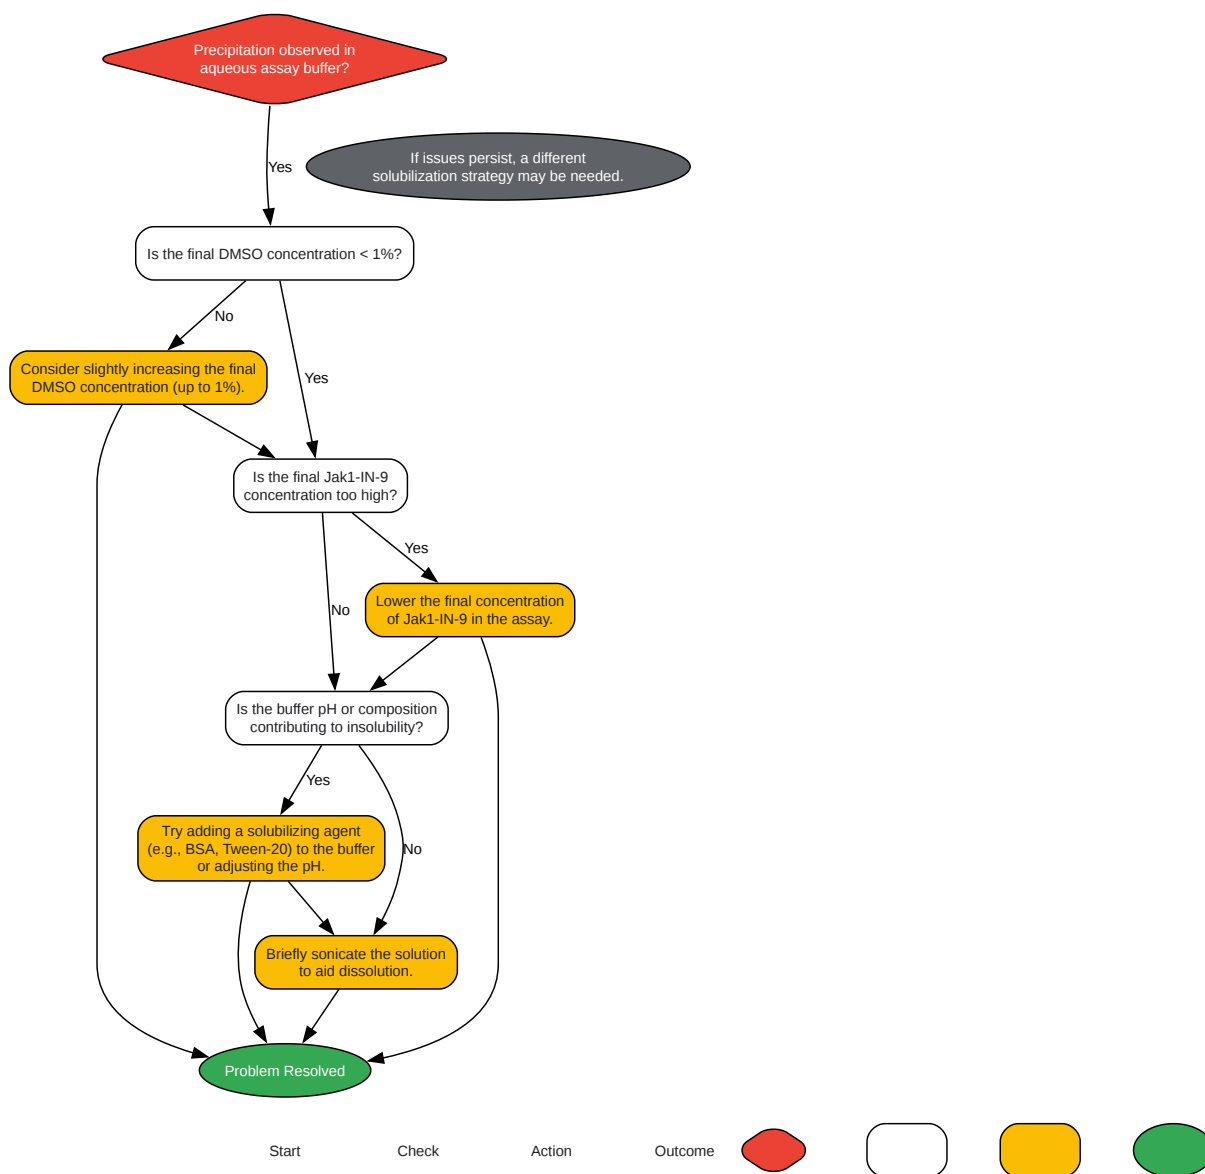 Precipitation observed in
aqueous assay buffer?
Yes
If issues persist, a different
solubilization strategy may be needed.
Is the final DMSO concentration < 1%?
No
Consider slightly increasing the final
DMSO concentration (up to 1%).
Yes
Is the final Jak1-IN-9
concentration too high?
Yes
Lower the final concentration
of Jak1-IN-9 in the assay.
No
Is the buffer pH or composition
contributing to insolubility?
Yes
Try adding a solubilizing agent
(e.g., BSA, Tween-20) to the buffer
or adjusting the pH.
No
Briefly sonicate the solution
to aid dissolution.
Problem Resolved
Start Check Action Outcome